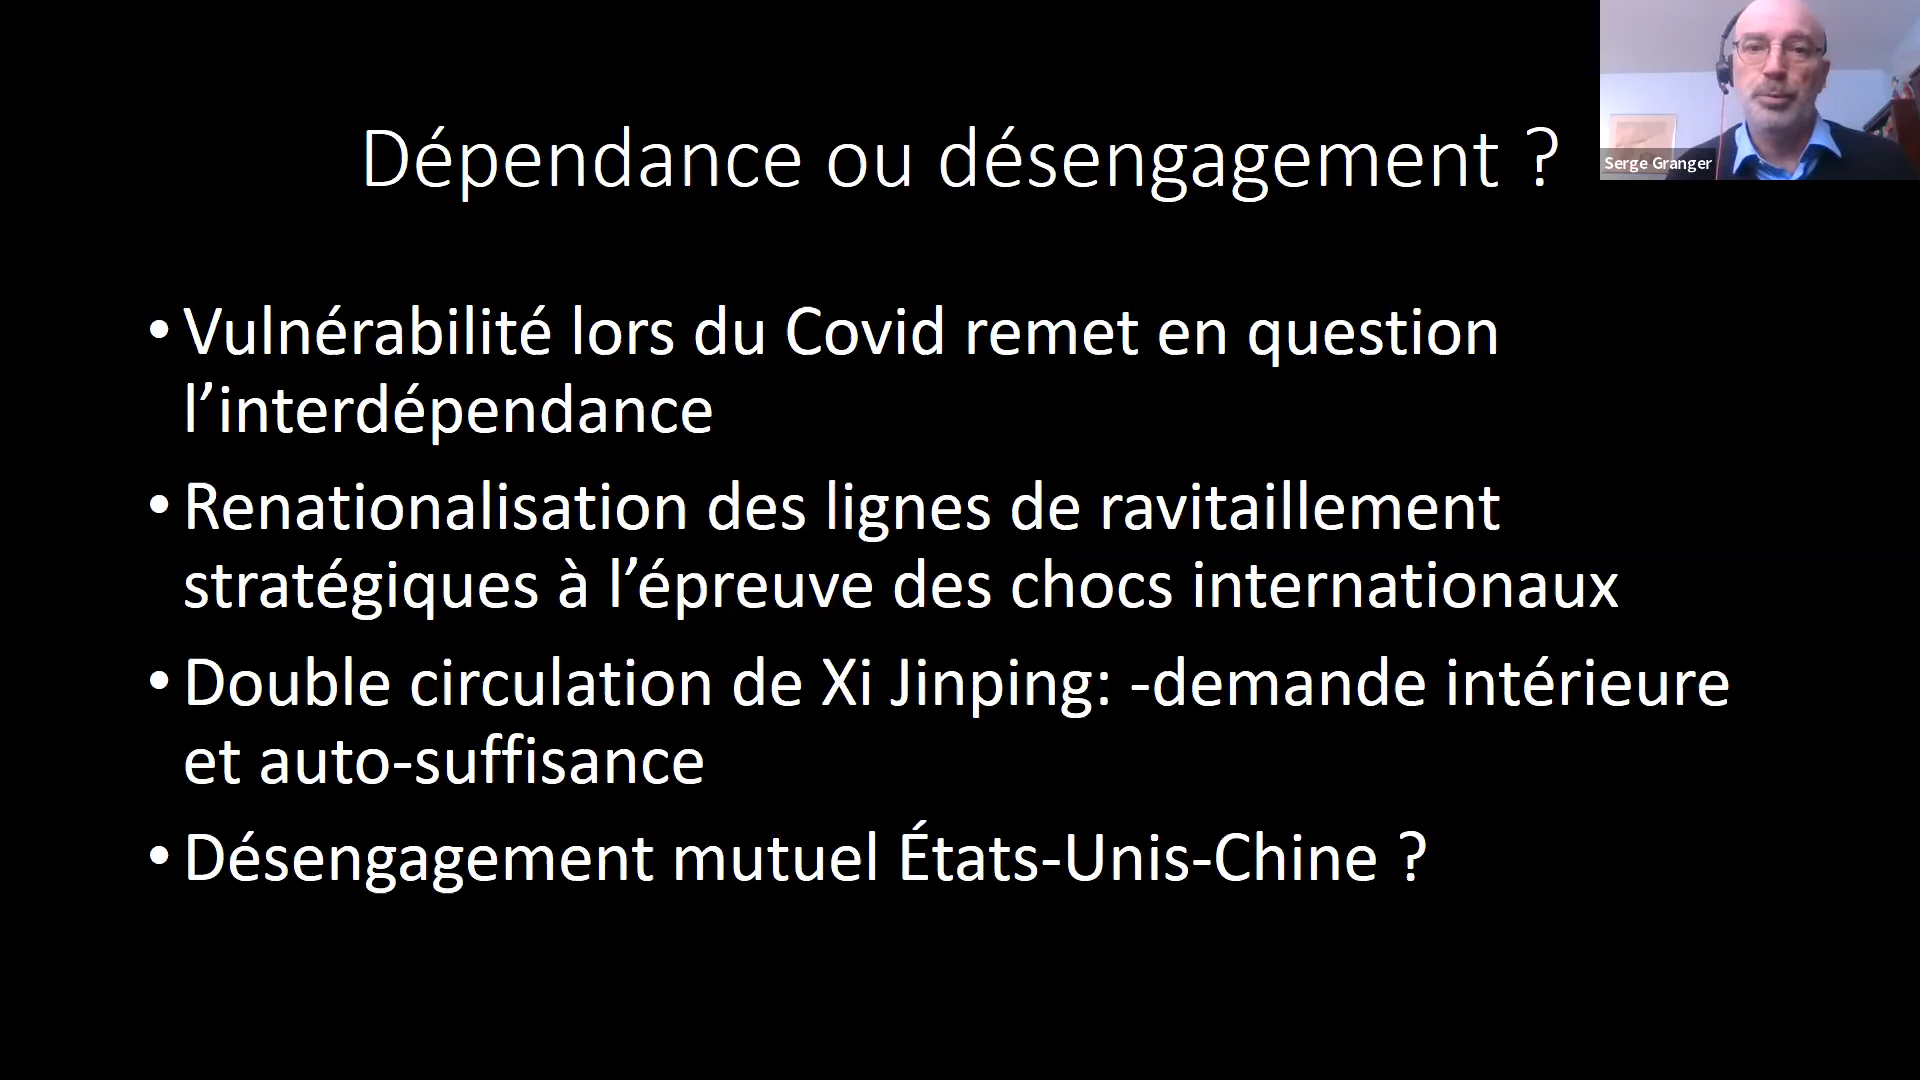 Dépendance ou désengagement ?
Serge Granger
• Vulnérabilité lors du Covid remet en question
l’interdépendance
• Renationalisation des lignes de ravitaillement
stratégiques à l’épreuve des chocs internationaux
• Double circulation de Xi Jinping: -demande intérieure
et auto-suffisance
• Désengagement mutuel États-Unis-Chine ?